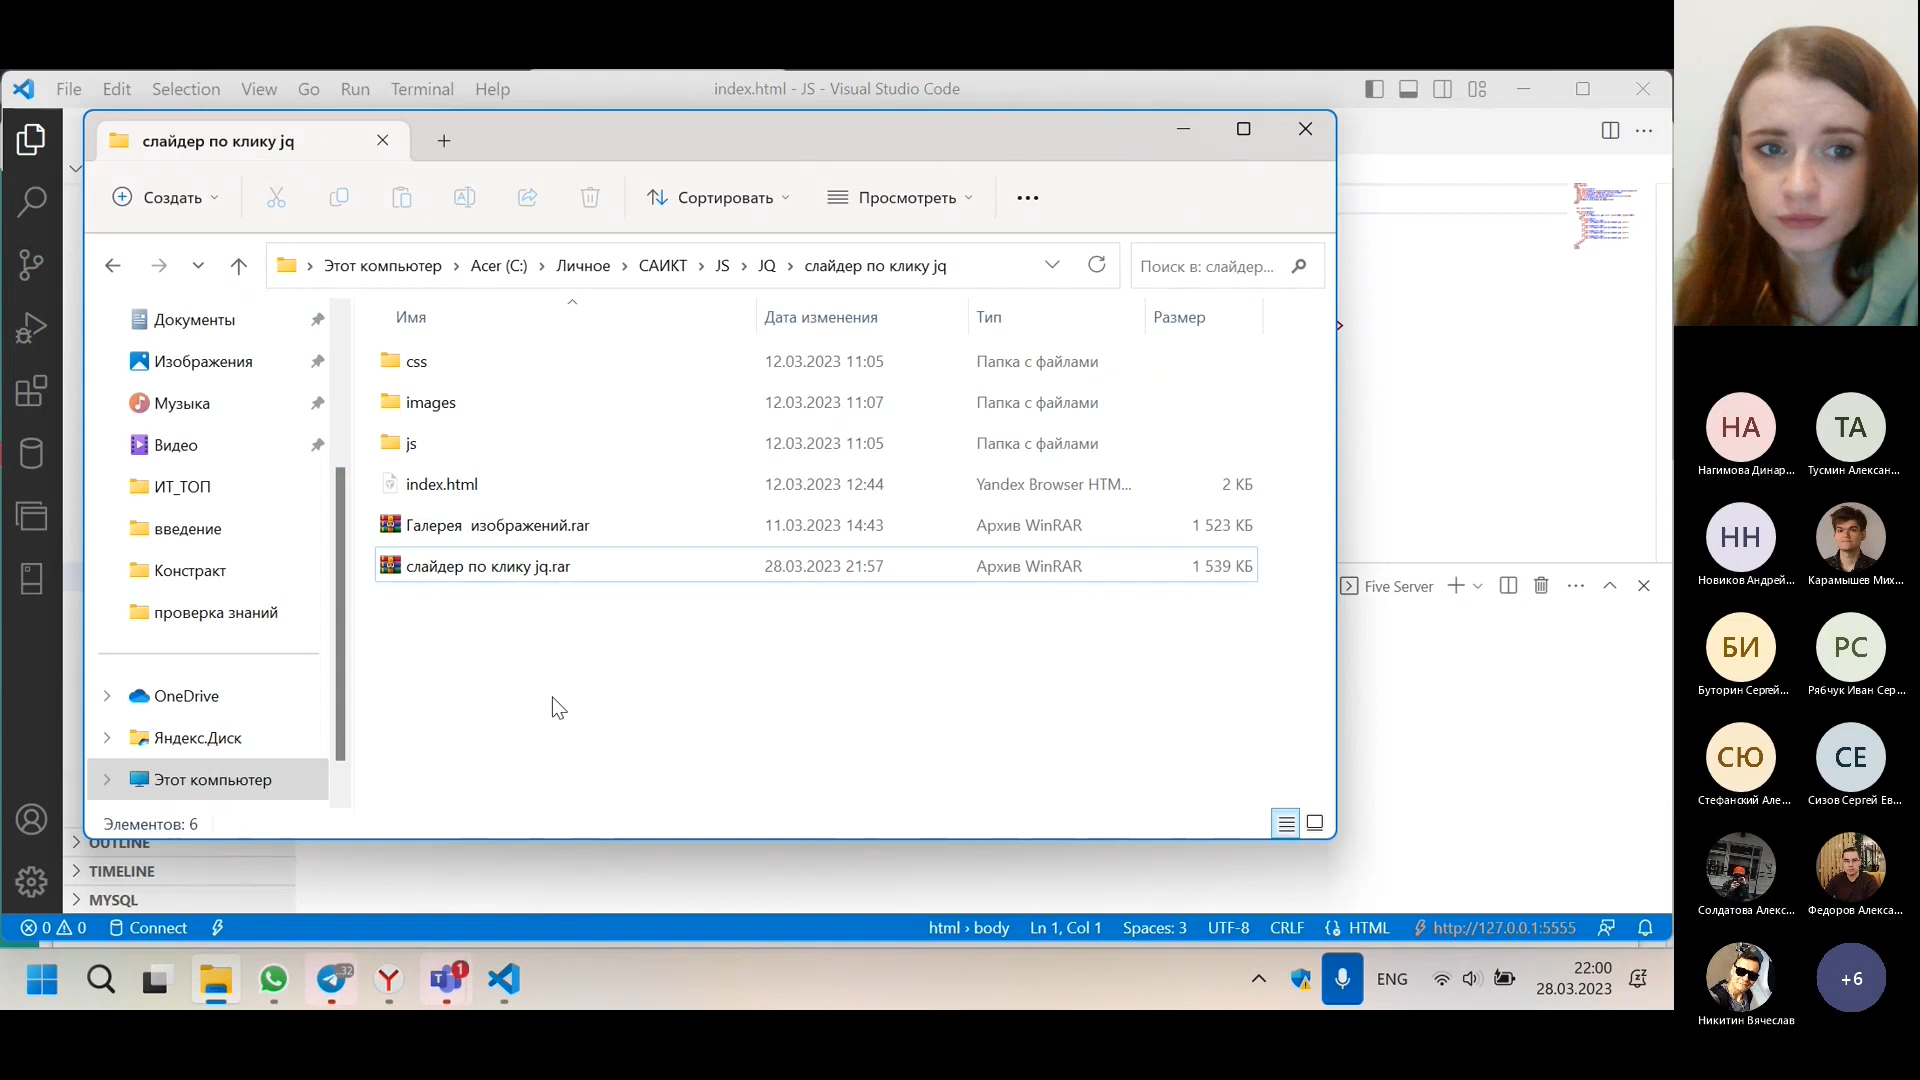 File Edit Selection View Go Run Terminal Help
index.html - JS - Visual Studio Code
слайдер по клику jq
Создать
Сортировать
Просмотреть
Этот компьютер > Acer (C:) > Личное > САИКТ > JS > JQ > слайдер по клику jq
Поиск в: слайдер...
Имя Дата изменения Тип Размер
css 12.03.2023 11:05 Папка с файлами
images 12.03.2023 11:07 Папка с файлами
js 12.03.2023 11:05 Папка с файлами
index.html 12.03.2023 12:44 Yandex Browser HTM... 2 КБ
Галерея изображений.rar 11.03.2023 14:43 Архив WinRAR 1 523 КБ
слайдер по клику jq.rar 28.03.2023 21:57 Архив WinRAR 1 539 КБ
Документы
Изображения
Музыка
Видео
ИТ_ТОП
введение
Констракт
проверка знаний
OneDrive
Яндекс.Диск
Этот компьютер
Элементов: 6
Five Server
OUTLINE
TIMELINE
MYSQL
0 0 Connect
html › body Ln 1, Col 1 Spaces: 3 UTF-8 CRLF HTML http://127.0.0.1:5555
32
1
ENG
22:00
28.03.2023
НА ТА
Нагимова Динар... Тусмин Алексан...
НН
Новиков Андрей... Карамышев Мих...
БИ РС
Буторин Сергей... Рябчук Иван Сер...
СЮ СЕ
Стефанский Але... Сизов Сергей Ев...
Солдатова Алекс... Федоров Алекса...
+6
Никитин Вячеслав